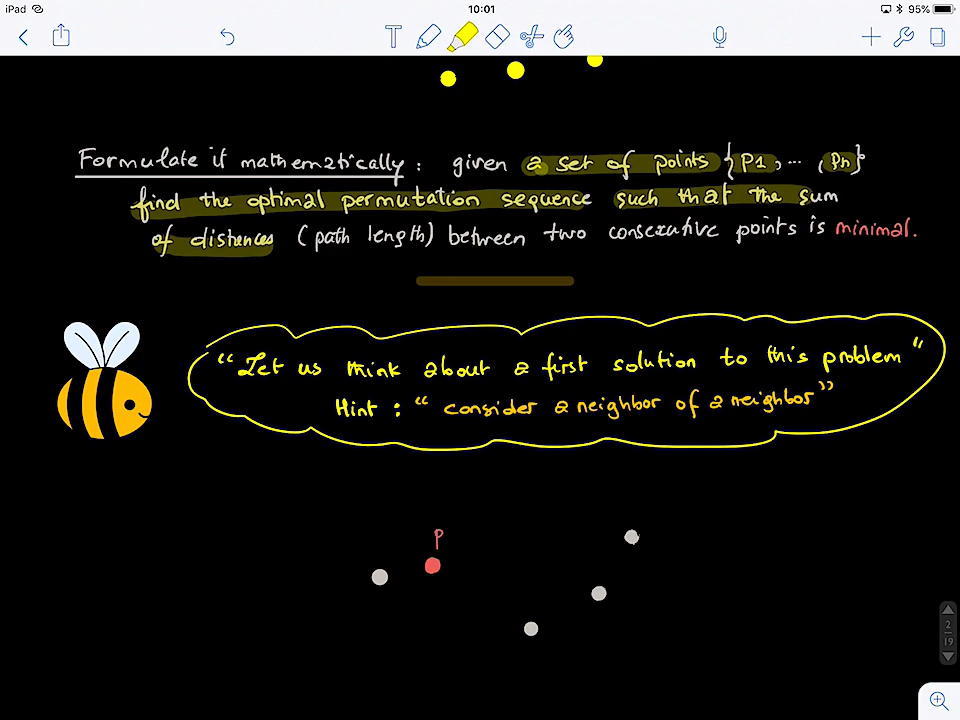 iPad
10:01
95%
Formulate it mathematically : given a set of points {P1, ... , Pn}
find the optimal permutation sequence such that the sum
of distances (path length) between two consecutive points is minimal.
"Let us think about a first solution to this problem"
Hint : "consider a neighbor of a neighbor"
P
2
19